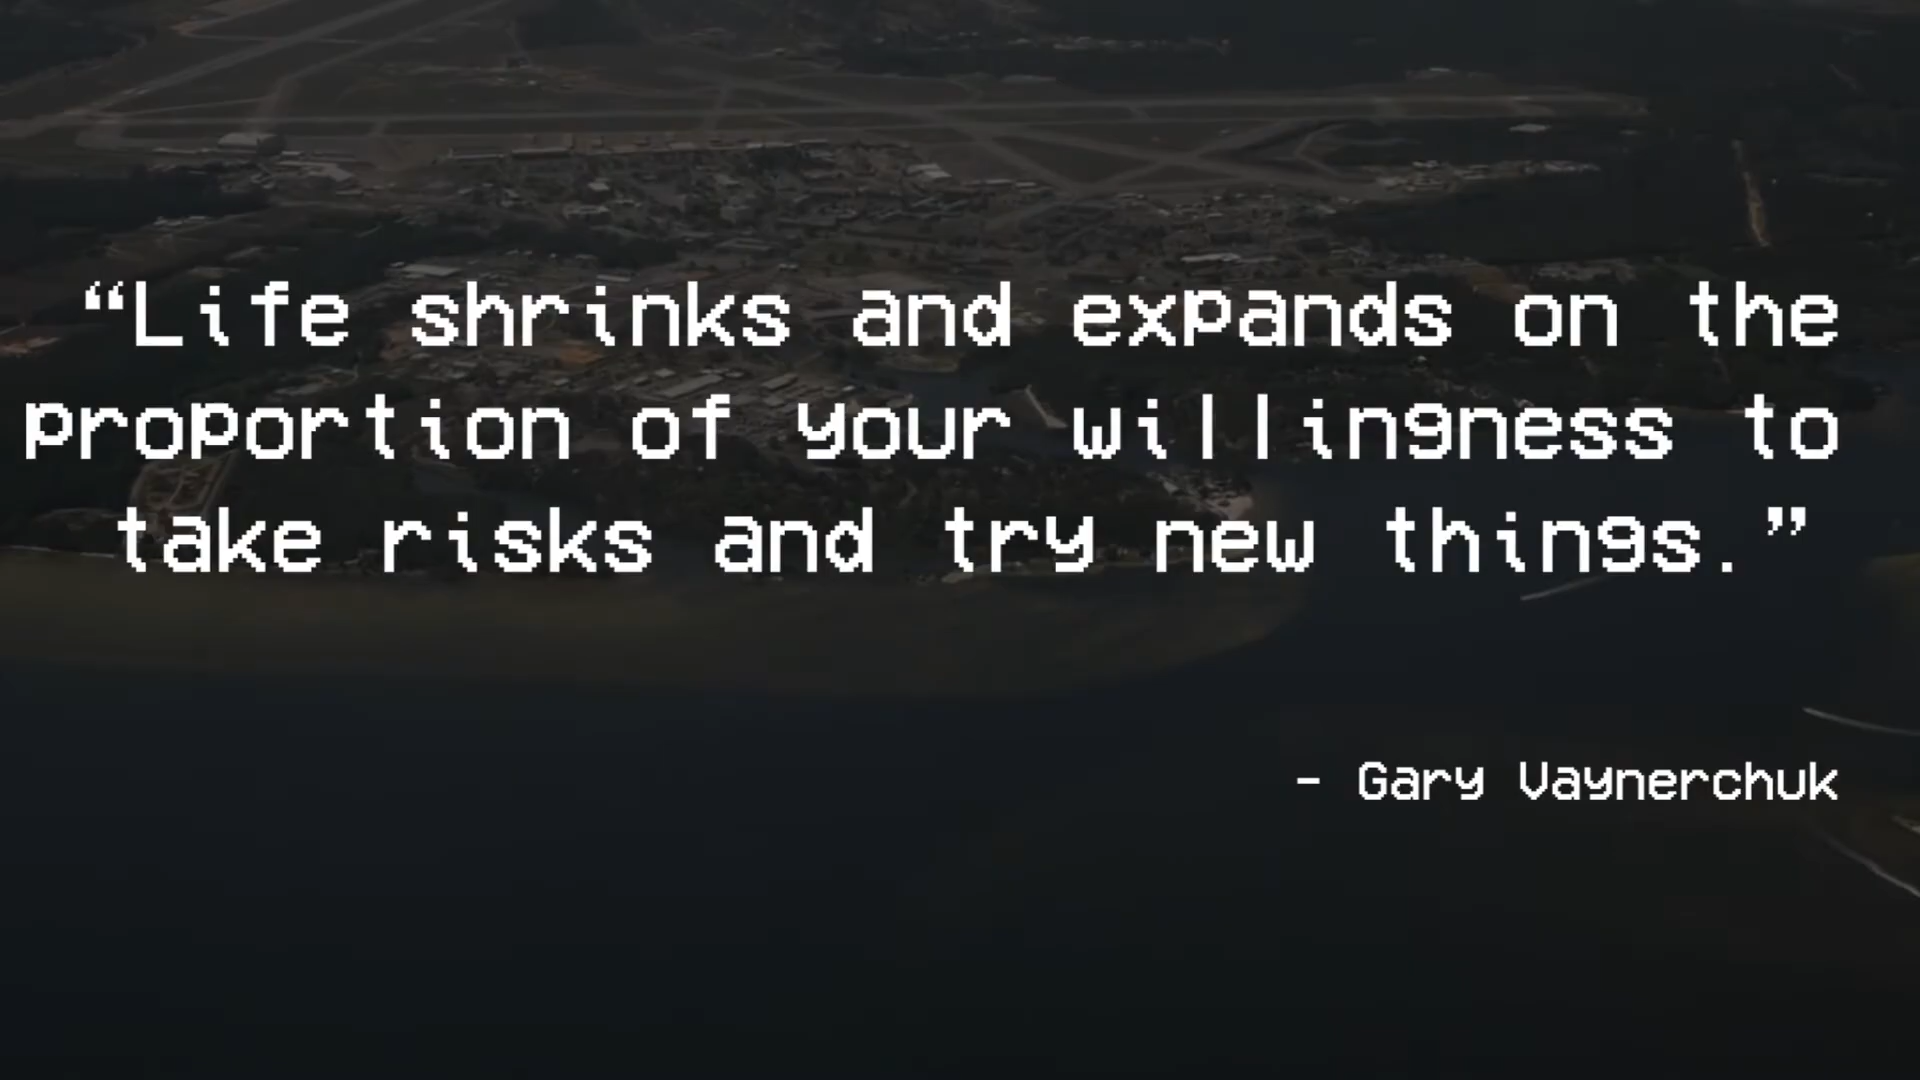 “Life shrinks and expands on the
proportion of your willingness to
take risks and try new things.”
- Gary Vaynerchuk